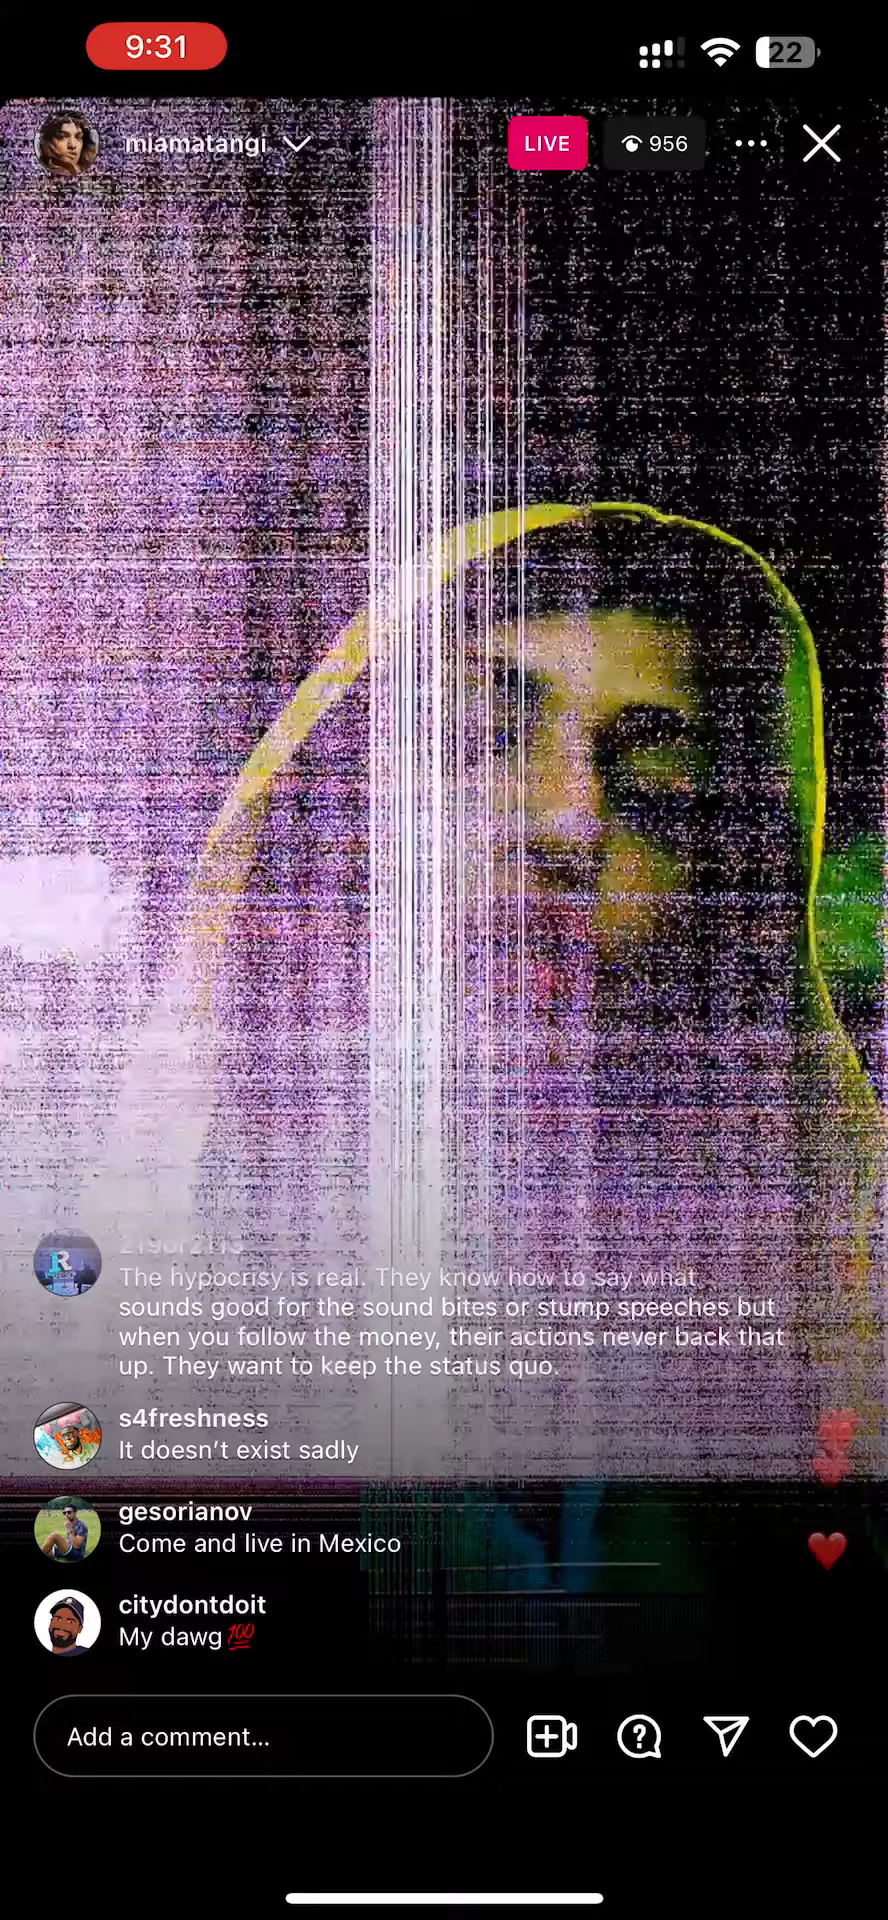 9:31
22
miamatangi
LIVE
956
The hypocrisy is real. They know how to say what
sounds good for the sound bites or stump speeches but
when you follow the money, their actions never back that
up. They want to keep the status quo.
s4freshness
It doesn’t exist sadly
gesorianov
Come and live in Mexico
citydontdoit
My dawg 💯
Add a comment...